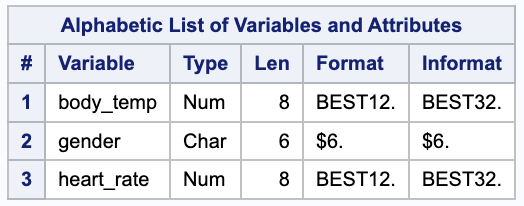 Alphabetic List of Variables and Attributes
# Variable Type Len Format Informat
1 body_temp Num 8 BEST12. BEST32.
2 gender Char 6 $6. $6.
3 heart_rate Num 8 BEST12. BEST32.